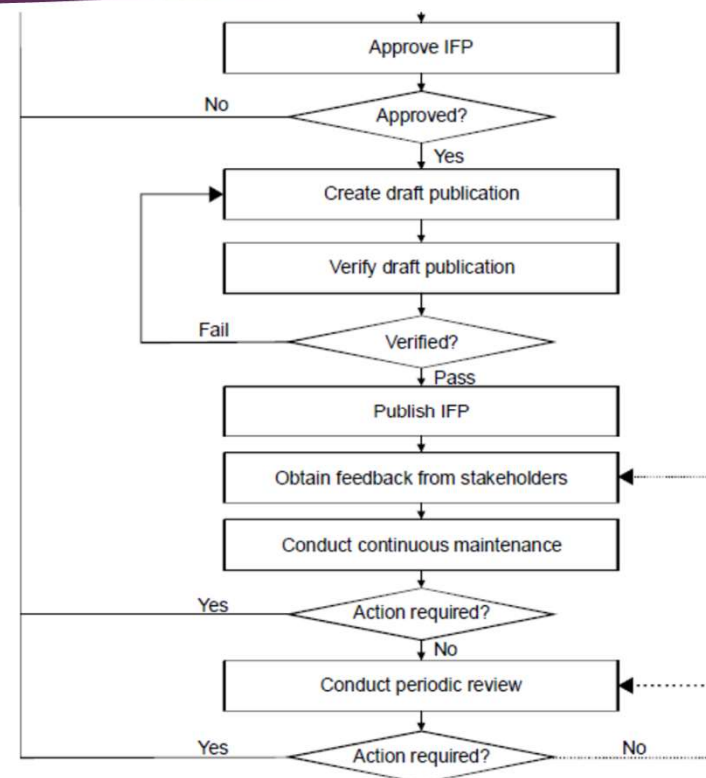 Approve IFP
No
Approved?
Yes
Create draft publication
Verify draft publication
Fail
Verified?
Pass
Publish IFP
Obtain feedback from stakeholders
Conduct continuous maintenance
Yes
Action required?
No
Conduct periodic review
Yes
Action required?
No